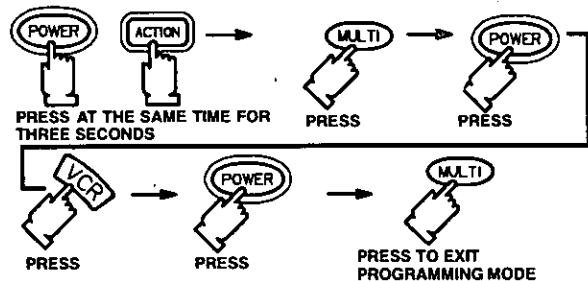 POWER ACTION MULTI POWER
PRESS AT THE SAME TIME FOR
THREE SECONDS
PRESS PRESS
VCR POWER MULTI
PRESS PRESS PRESS TO EXIT
PROGRAMMING MODE